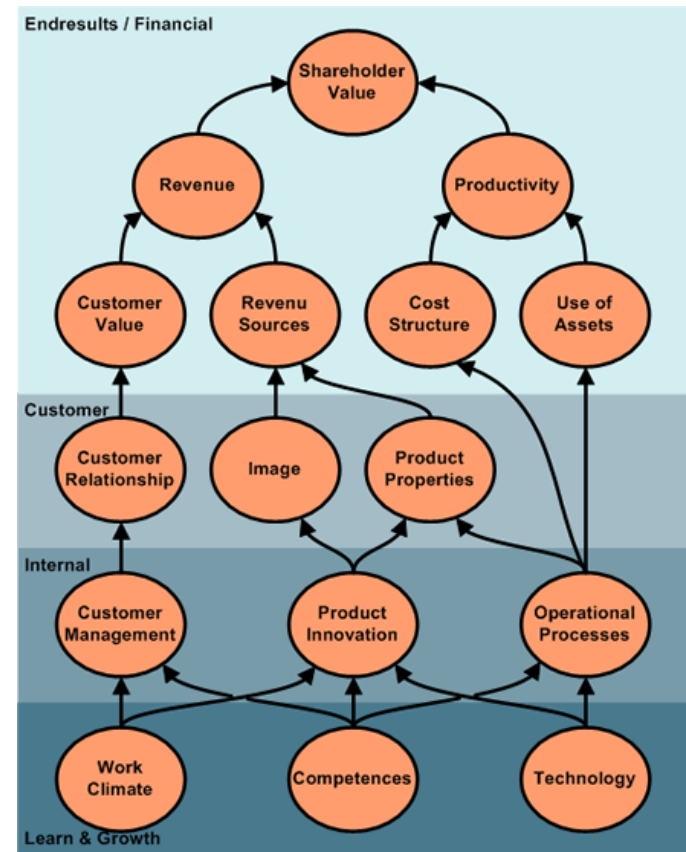 Endresults / Financial
Shareholder
Value
Revenue
Productivity
Customer
Value
Revenu
Sources
Cost
Structure
Use of
Assets
Customer
Customer
Relationship
Image
Product
Properties
Internal
Customer
Management
Product
Innovation
Operational
Processes
Work
Climate
Competences
Technology
Learn & Growth